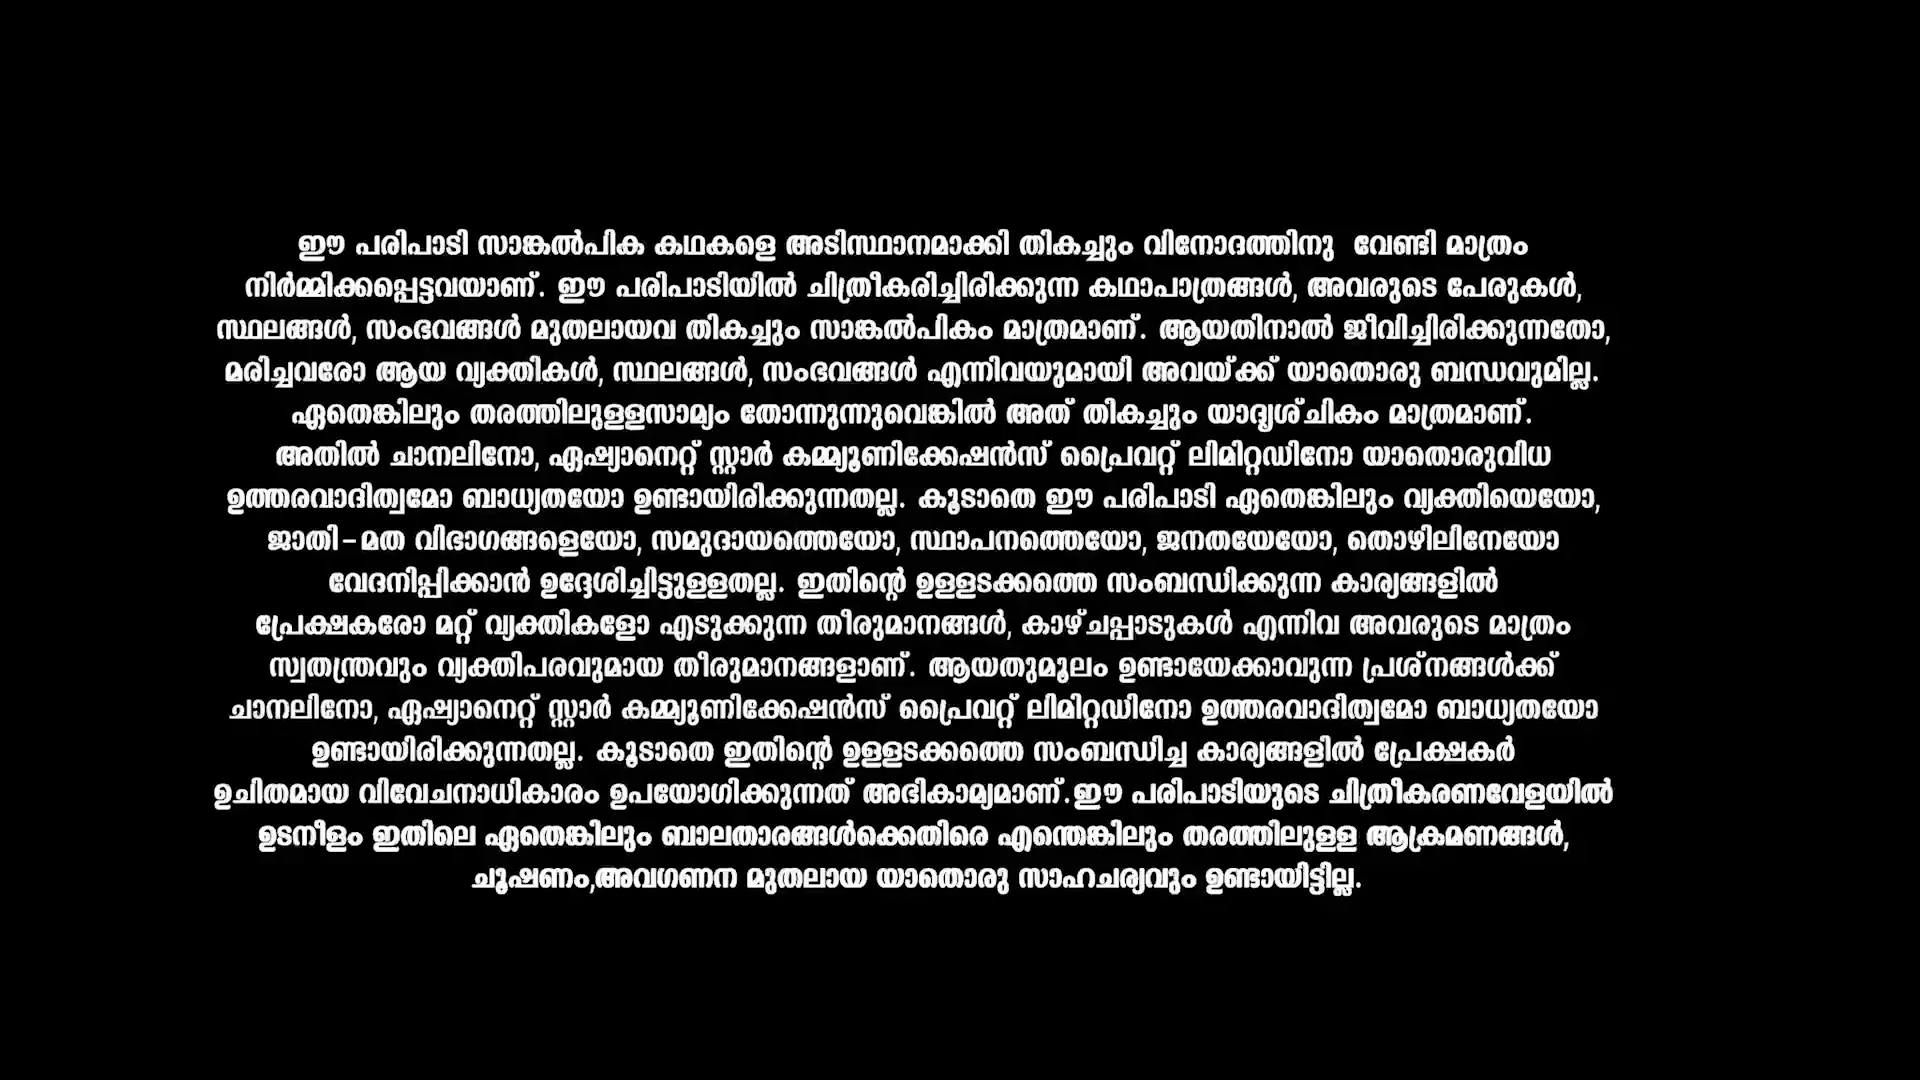 ഈ പരിപാടി സാങ്കൽപിക കഥകളെ അടിസ്ഥാനമാക്കി തികച്ചും വിനോദത്തിനു വേണ്ടി മാത്രം
നിർമ്മിക്കപ്പെട്ടവയാണ്. ഈ പരിപാടിയിൽ ചിത്രീകരിച്ചിരിക്കുന്ന കഥാപാത്രങ്ങൾ, അവരുടെ പേരുകൾ,
സ്ഥലങ്ങൾ, സംഭവങ്ങൾ മുതലായവ തികച്ചും സാങ്കൽപികം മാത്രമാണ്. ആയതിനാൽ ജീവിച്ചിരിക്കുന്നതോ,
മരിച്ചവരോ ആയ വ്യക്തികൾ, സ്ഥലങ്ങൾ, സംഭവങ്ങൾ എന്നിവയുമായി അവയ്ക്ക് യാതൊരു ബന്ധവുമില്ല.
ഏതെങ്കിലും തരത്തിലുള്ളസാമ്യം തോന്നുന്നുവെങ്കിൽ അത് തികച്ചും യാദൃശ്ചികം മാത്രമാണ്.
അതിൽ ചാനലിനോ, ഏഷ്യാനെറ്റ് സ്റ്റാർ കമ്മ്യൂണിക്കേഷൻസ് പ്രൈവറ്റ് ലിമിറ്റഡിനോ യാതൊരുവിധ
ഉത്തരവാദിത്വമോ ബാധ്യതയോ ഉണ്ടായിരിക്കുന്നതല്ല. കൂടാതെ ഈ പരിപാടി ഏതെങ്കിലും വ്യക്തിയെയോ,
ജാതി-മത വിഭാഗങ്ങളെയോ, സമുദായത്തെയോ, സ്ഥാപനത്തെയോ, ജനതയേയോ, തൊഴിലിനേയോ
വേദനിപ്പിക്കാൻ ഉദ്ദേശിച്ചിട്ടുള്ളതല്ല. ഇതിന്റെ ഉള്ളടക്കത്തെ സംബന്ധിക്കുന്ന കാര്യങ്ങളിൽ
പ്രേക്ഷകരോ മറ്റ് വ്യക്തികളോ എടുക്കുന്ന തീരുമാനങ്ങൾ, കാഴ്ചപ്പാടുകൾ എന്നിവ അവരുടെ മാത്രം
സ്വതന്ത്രവും വ്യക്തിപരവുമായ തീരുമാനങ്ങളാണ്. ആയതുമൂലം ഉണ്ടായേക്കാവുന്ന പ്രശ്നങ്ങൾക്ക്
ചാനലിനോ, ഏഷ്യാനെറ്റ് സ്റ്റാർ കമ്മ്യൂണിക്കേഷൻസ് പ്രൈവറ്റ് ലിമിറ്റഡിനോ ഉത്തരവാദിത്വമോ ബാധ്യതയോ
ഉണ്ടായിരിക്കുന്നതല്ല. കൂടാതെ ഇതിന്റെ ഉള്ളടക്കത്തെ സംബന്ധിച്ച കാര്യങ്ങളിൽ പ്രേക്ഷകർ
ഉചിതമായ വിവേചനാധികാരം ഉപയോഗിക്കുന്നത് അഭികാമ്യമാണ്.ഈ പരിപാടിയുടെ ചിത്രീകരണവേളയിൽ
ഉടനീളം ഇതിലെ ഏതെങ്കിലും ബാലതാരങ്ങൾക്കെതിരെ എന്തെങ്കിലും തരത്തിലുള്ള ആക്രമണങ്ങൾ,
ചൂഷണം,അവഗണന മുതലായ യാതൊരു സാഹചര്യവും ഉണ്ടായിട്ടില്ല.